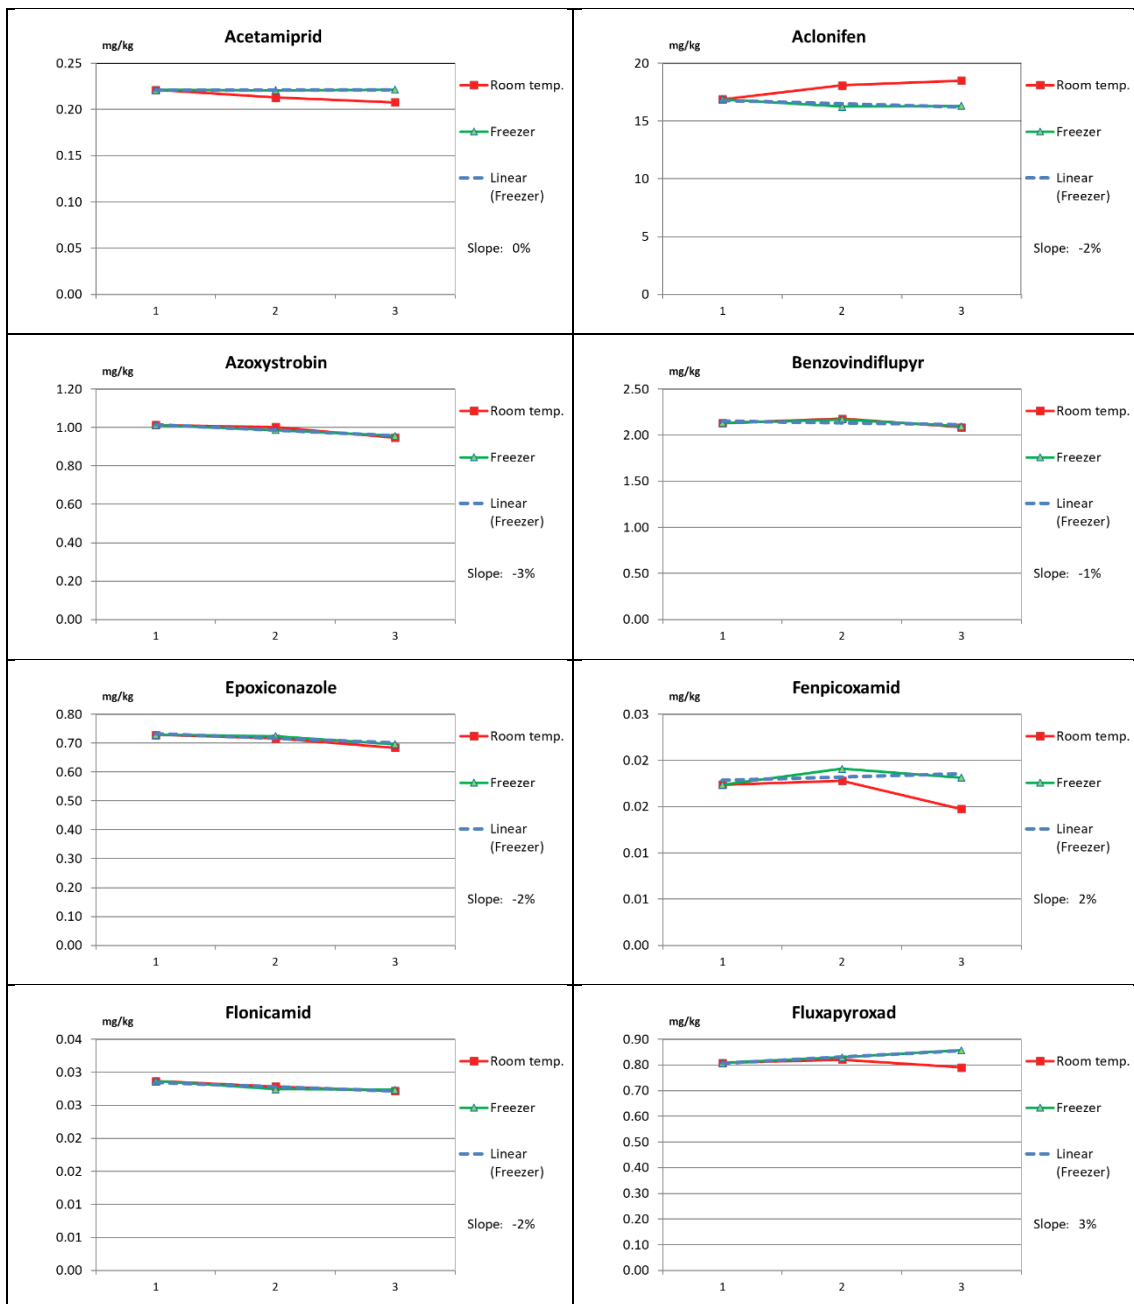 Acetamiprid
mg/kg
0.25
0.20
0.15
0.10
0.05
0.00
1 2 3
Room temp.
Freezer
Linear
(Freezer)
Slope: 0%
Aclonifen
mg/kg
20
15
10
5
0
1 2 3
Room temp.
Freezer
Linear
(Freezer)
Slope: -2%
Azoxystrobin
mg/kg
1.20
1.00
0.80
0.60
0.40
0.20
0.00
1 2 3
Room temp.
Freezer
Linear
(Freezer)
Slope: -3%
Benzovindiflupyr
mg/kg
2.50
2.00
1.50
1.00
0.50
0.00
1 2 3
Room temp.
Freezer
Linear
(Freezer)
Slope: -1%
Epoxiconazole
mg/kg
0.80
0.70
0.60
0.50
0.40
0.30
0.20
0.10
0.00
1 2 3
Room temp.
Freezer
Linear
(Freezer)
Slope: -2%
Fenpicoxamid
mg/kg
0.03
0.02
0.02
0.01
0.01
0.00
1 2 3
Room temp.
Freezer
Linear
(Freezer)
Slope: 2%
Flonicamid
mg/kg
0.04
0.03
0.03
0.02
0.02
0.01
0.01
0.00
1 2 3
Room temp.
Freezer
Linear
(Freezer)
Slope: -2%
Fluxapyroxad
mg/kg
0.90
0.80
0.70
0.60
0.50
0.40
0.30
0.20
0.10
0.00
1 2 3
Room temp.
Freezer
Linear
(Freezer)
Slope: 3%